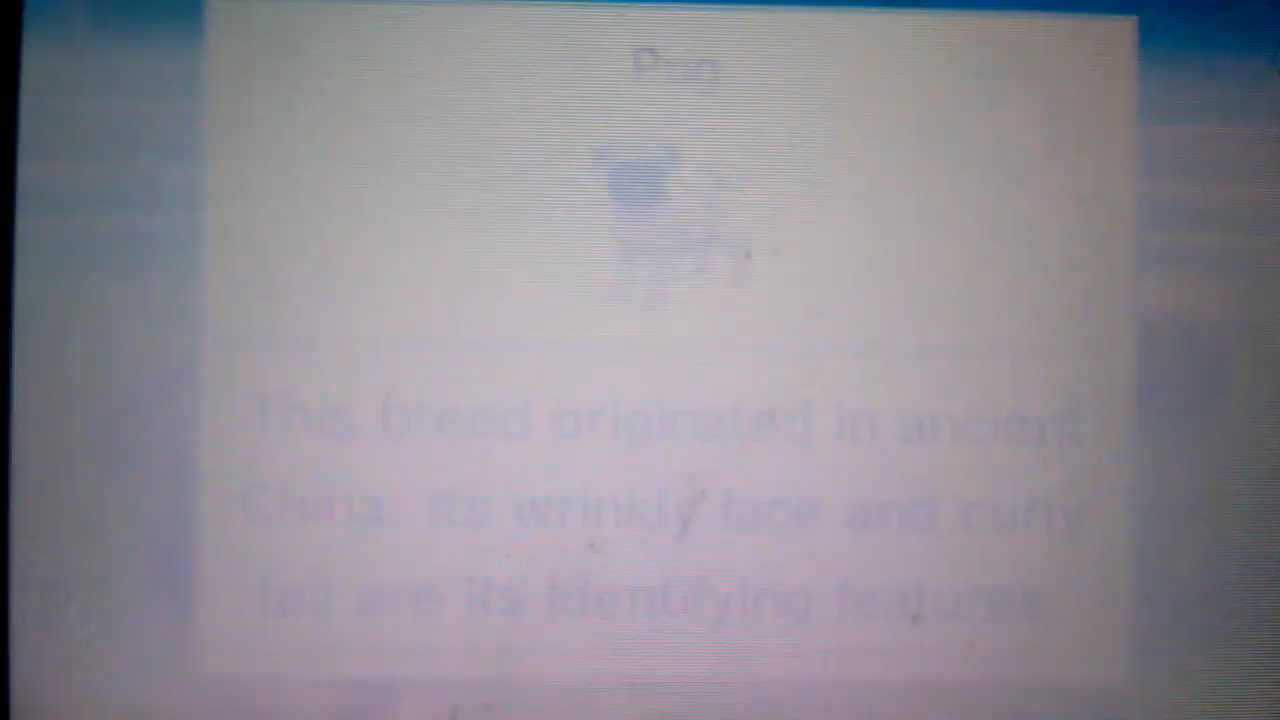 Pug
This breed originated in ancient
China. Its wrinkly face and curly
tail are its identifying features.